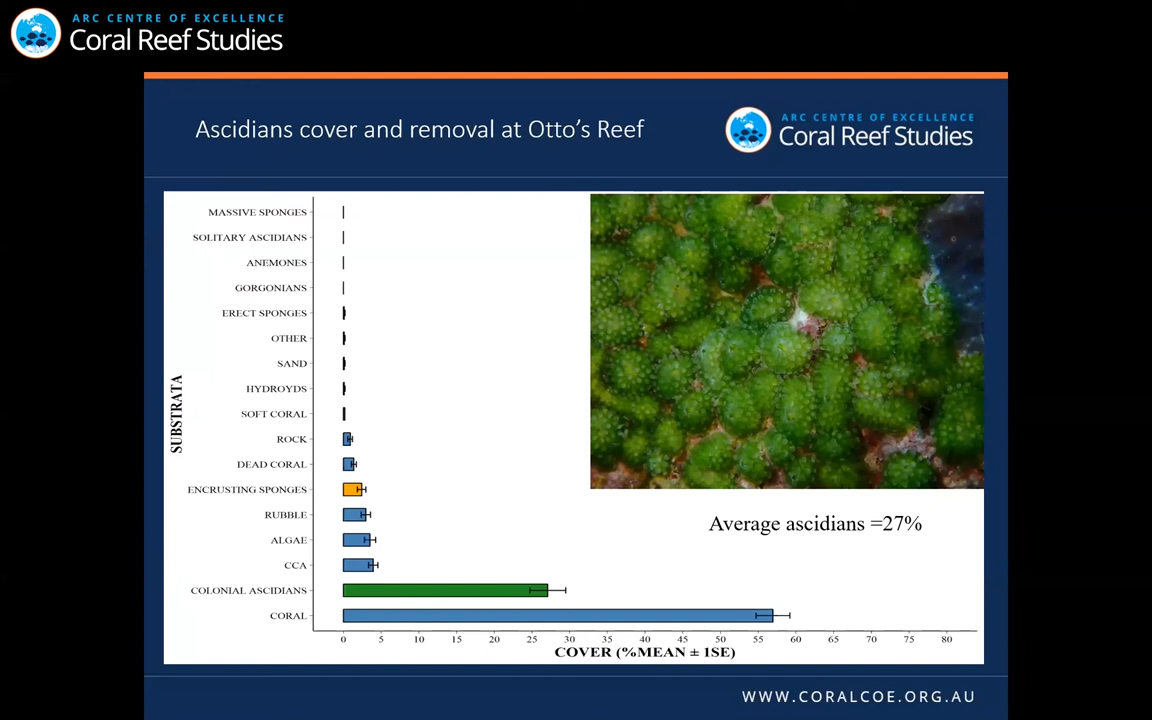 ARC CENTRE OF EXCELLENCE
Coral Reef Studies
Ascidians cover and removal at Otto's Reef
ARC CENTRE OF EXCELLENCE
Coral Reef Studies
SUBSTRATA
MASSIVE SPONGES
SOLITARY ASCIDIANS
ANEMONES
GORGONIANS
ERECT SPONGES
OTHER
SAND
HYDROYDS
SOFT CORAL
ROCK
DEAD CORAL
ENCRUSTING SPONGES
RUBBLE
ALGAE
CCA
COLONIAL ASCIDIANS
CORAL
0 5 10 15 20 25 30 35 40 45 50 55 60 65 70 75 80
COVER (%MEAN ± 1SE)
Average ascidians =27%
WWW.CORALCOE.ORG.AU